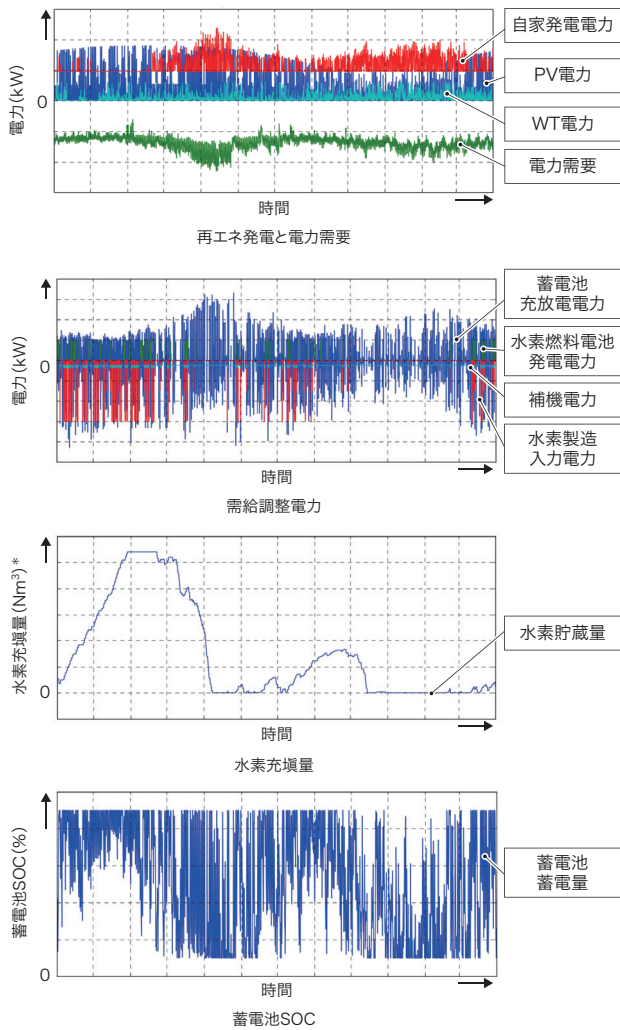 電力(kW)
0
自家発電電力
PV電力
WT電力
電力需要
時間
再エネ発電と電力需要
電力(kW)
0
蓄電池
充放電電力
水素燃料電池
発電電力
補機電力
水素製造
入力電力
時間
需給調整電力
水素充塡量(Nm³)*
0
水素貯蔵量
時間
水素充塡量
蓄電池SOC(%)
0
蓄電池
蓄電量
時間
蓄電池SOC